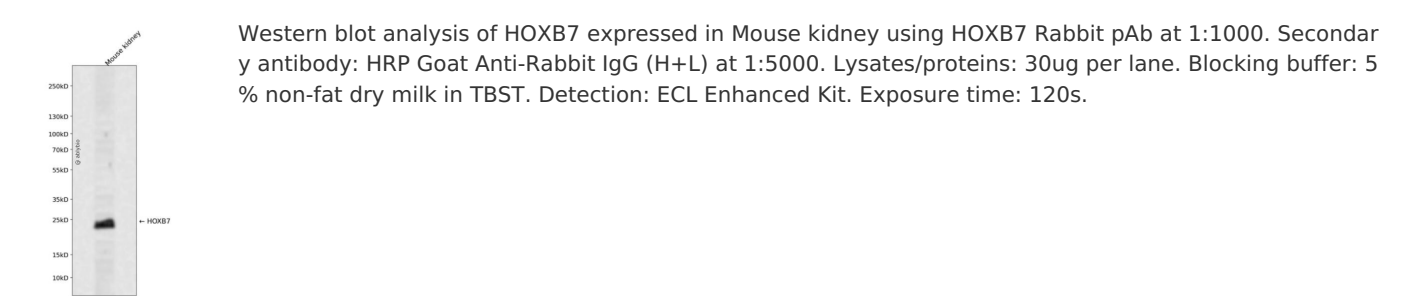 Mouse kidney
250kD
130kD
100kD
70kD
55kD
35kD
25kD
15kD
10kD
← HOXB7
Western blot analysis of HOXB7 expressed in Mouse kidney using HOXB7 Rabbit pAb at 1:1000. Secondar
y antibody: HRP Goat Anti-Rabbit IgG (H+L) at 1:5000. Lysates/proteins: 30ug per lane. Blocking buffer: 5
% non-fat dry milk in TBST. Detection: ECL Enhanced Kit. Exposure time: 120s.